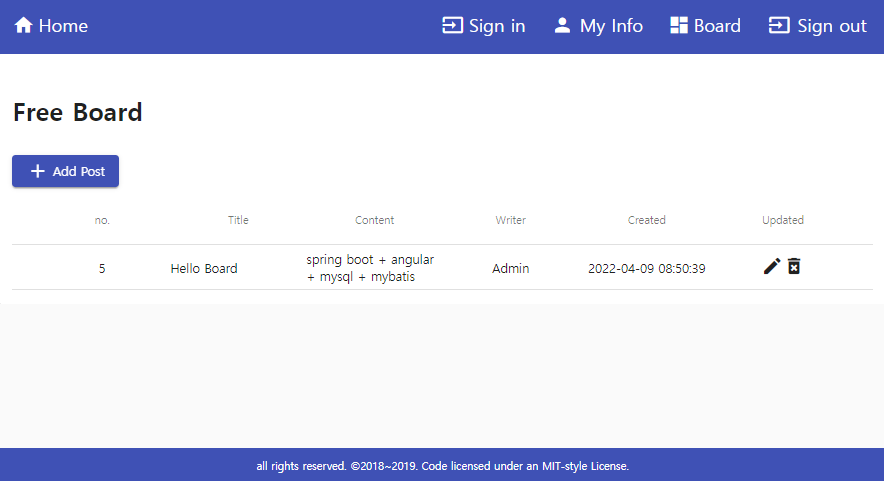 Home Sign in My Info Board Sign out
Free Board
Add Post
no. Title Content Writer Created Updated
5 Hello Board spring boot + angular Admin 2022-04-09 08:50:39
+ mysql + mybatis
all rights reserved. ©2018~2019. Code licensed under an MIT-style License.